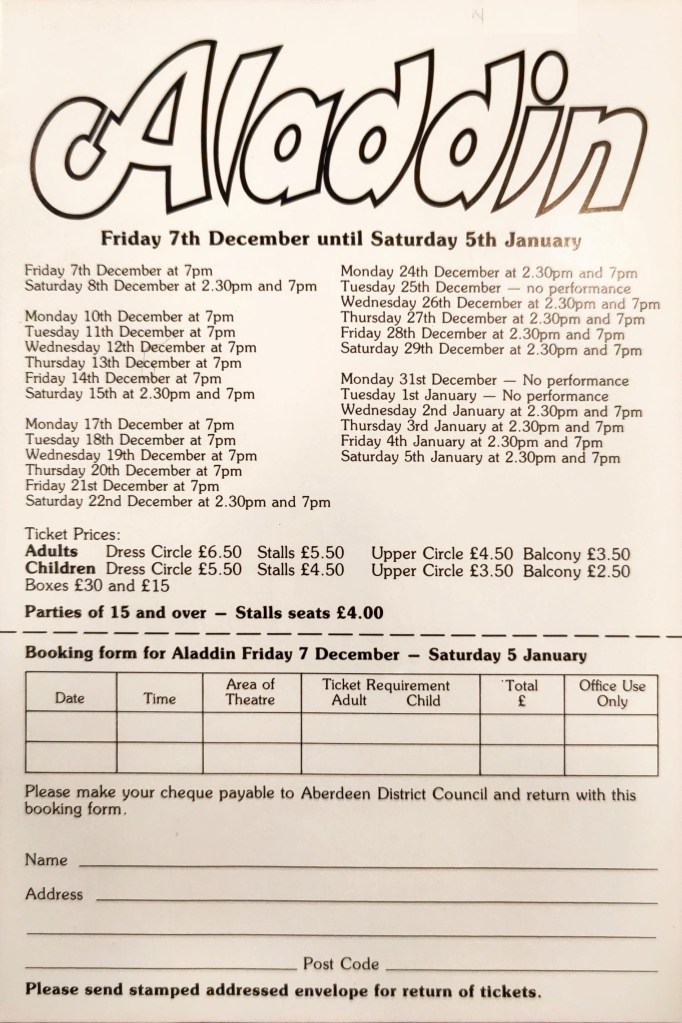 Aladdin
Friday 7th December until Saturday 5th January
Friday 7th December at 7pm
Saturday 8th December at 2.30pm and 7pm
Monday 10th December at 7pm
Tuesday 11th December at 7pm
Wednesday 12th December at 7pm
Thursday 13th December at 7pm
Friday 14th December at 7pm
Saturday 15th at 2.30pm and 7pm
Monday 17th December at 7pm
Tuesday 18th December at 7pm
Wednesday 19th December at 7pm
Thursday 20th December at 7pm
Friday 21st December at 7pm
Saturday 22nd December at 2.30pm and 7pm
Monday 24th December at 2.30pm and 7pm
Tuesday 25th December — no performance
Wednesday 26th December at 2.30pm and 7pm
Thursday 27th December at 2.30pm and 7pm
Friday 28th December at 2.30pm and 7pm
Saturday 29th December at 2.30pm and 7pm
Monday 31st December — No performance
Tuesday 1st January — No performance
Wednesday 2nd January at 2.30pm and 7pm
Thursday 3rd January at 2.30pm and 7pm
Friday 4th January at 2.30pm and 7pm
Saturday 5th January at 2.30pm and 7pm
Ticket Prices:
Adults Dress Circle £6.50 Stalls £5.50 Upper Circle £4.50 Balcony £3.50
Children Dress Circle £5.50 Stalls £4.50 Upper Circle £3.50 Balcony £2.50
Boxes £30 and £15
Parties of 15 and over — Stalls seats £4.00
Booking form for Aladdin Friday 7 December — Saturday 5 January
Date Time Area of Theatre Ticket Requirement Adult Child Total £ Office Use Only
Please make your cheque payable to Aberdeen District Council and return with this
booking form.
Name
Address
Post Code
Please send stamped addressed envelope for return of tickets.